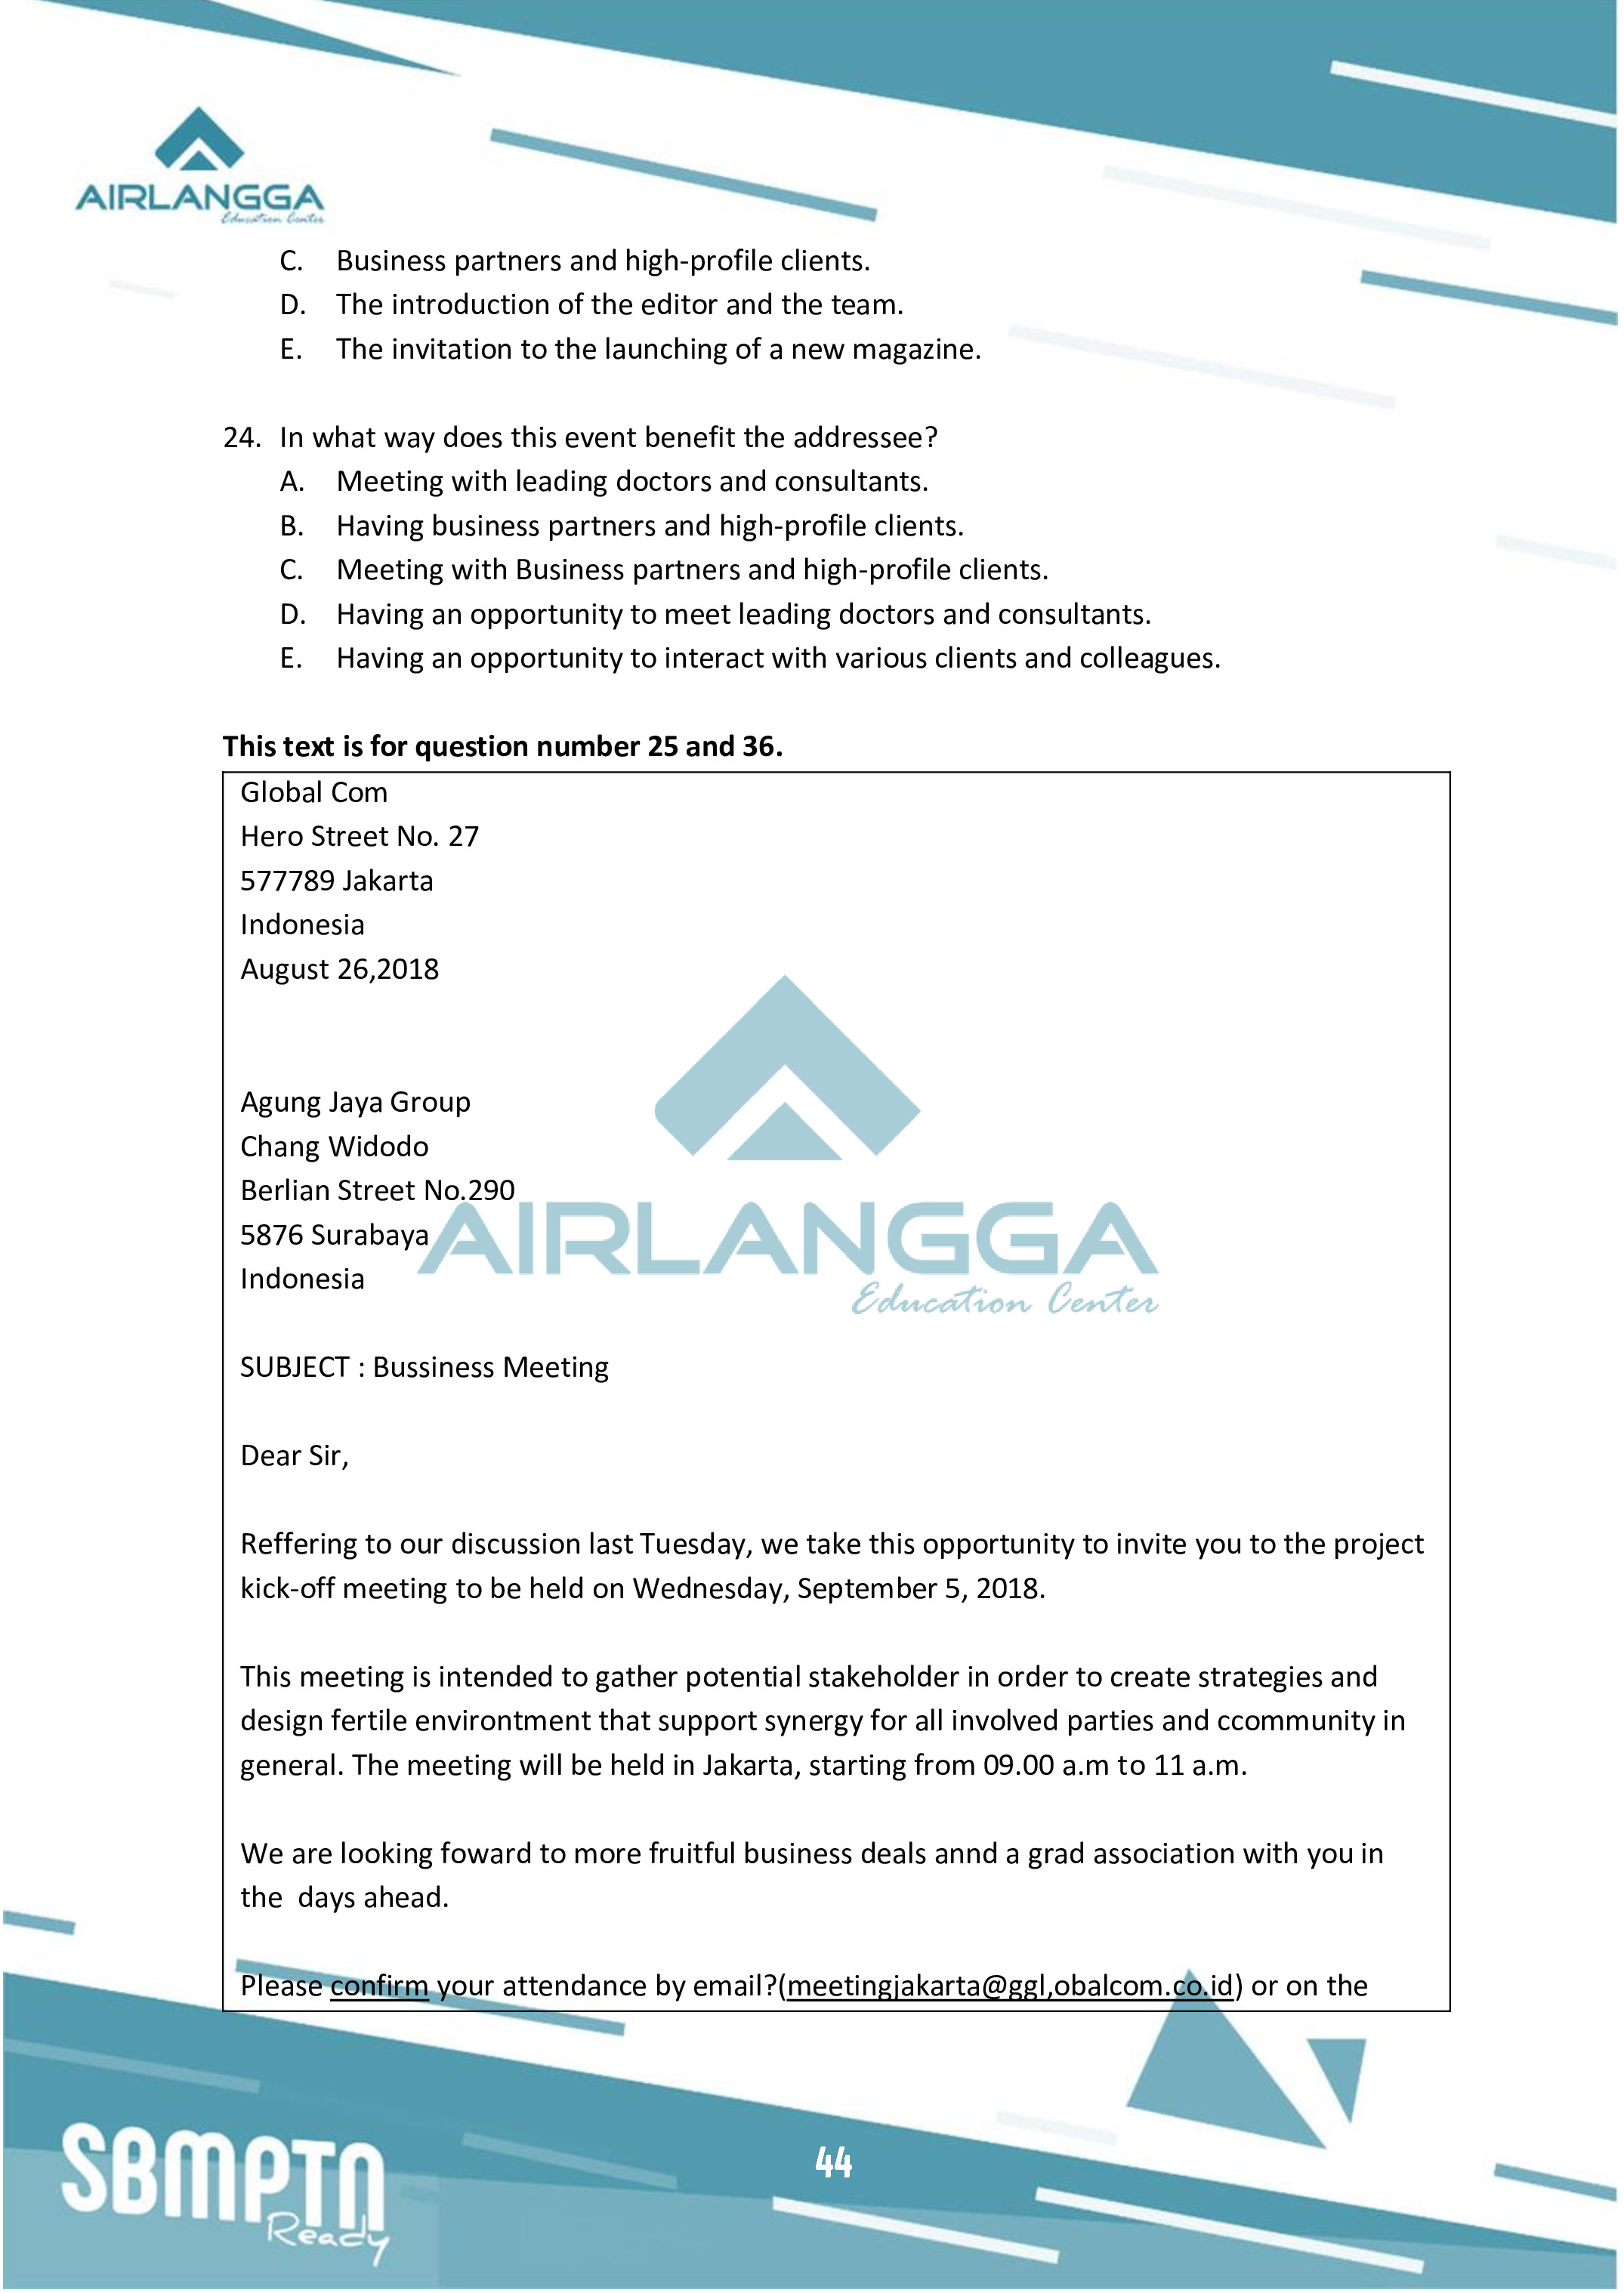 AIRLANGGA
Education Center
C. Business partners and high-profile clients.
D. The introduction of the editor and the team.
E. The invitation to the launching of a new magazine.
24. In what way does this event benefit the addressee?
A. Meeting with leading doctors and consultants.
B. Having business partners and high-profile clients.
C. Meeting with Business partners and high-profile clients.
D. Having an opportunity to meet leading doctors and consultants.
E. Having an opportunity to interact with various clients and colleagues.
This text is for question number 25 and 36.
Global Com
Hero Street No. 27
577789 Jakarta
Indonesia
August 26,2018
Agung Jaya Group
Chang Widodo
Berlian Street No.290
5876 Surabaya
Indonesia
AIRLANGGA
Education Center
SUBJECT : Bussiness Meeting
Dear Sir,
Reffering to our discussion last Tuesday, we take this opportunity to invite you to the project
kick-off meeting to be held on Wednesday, September 5, 2018.
This meeting is intended to gather potential stakeholder in order to create strategies and
design fertile environtment that support synergy for all involved parties and ccommunity in
general. The meeting will be held in Jakarta, starting from 09.00 a.m to 11 a.m.
We are looking foward to more fruitful business deals annd a grad association with you in
the  days ahead.
Please confirm your attendance by email?(meetingjakarta@ggl,obalcom.co.id) or on the
44
SBMPTN
Ready